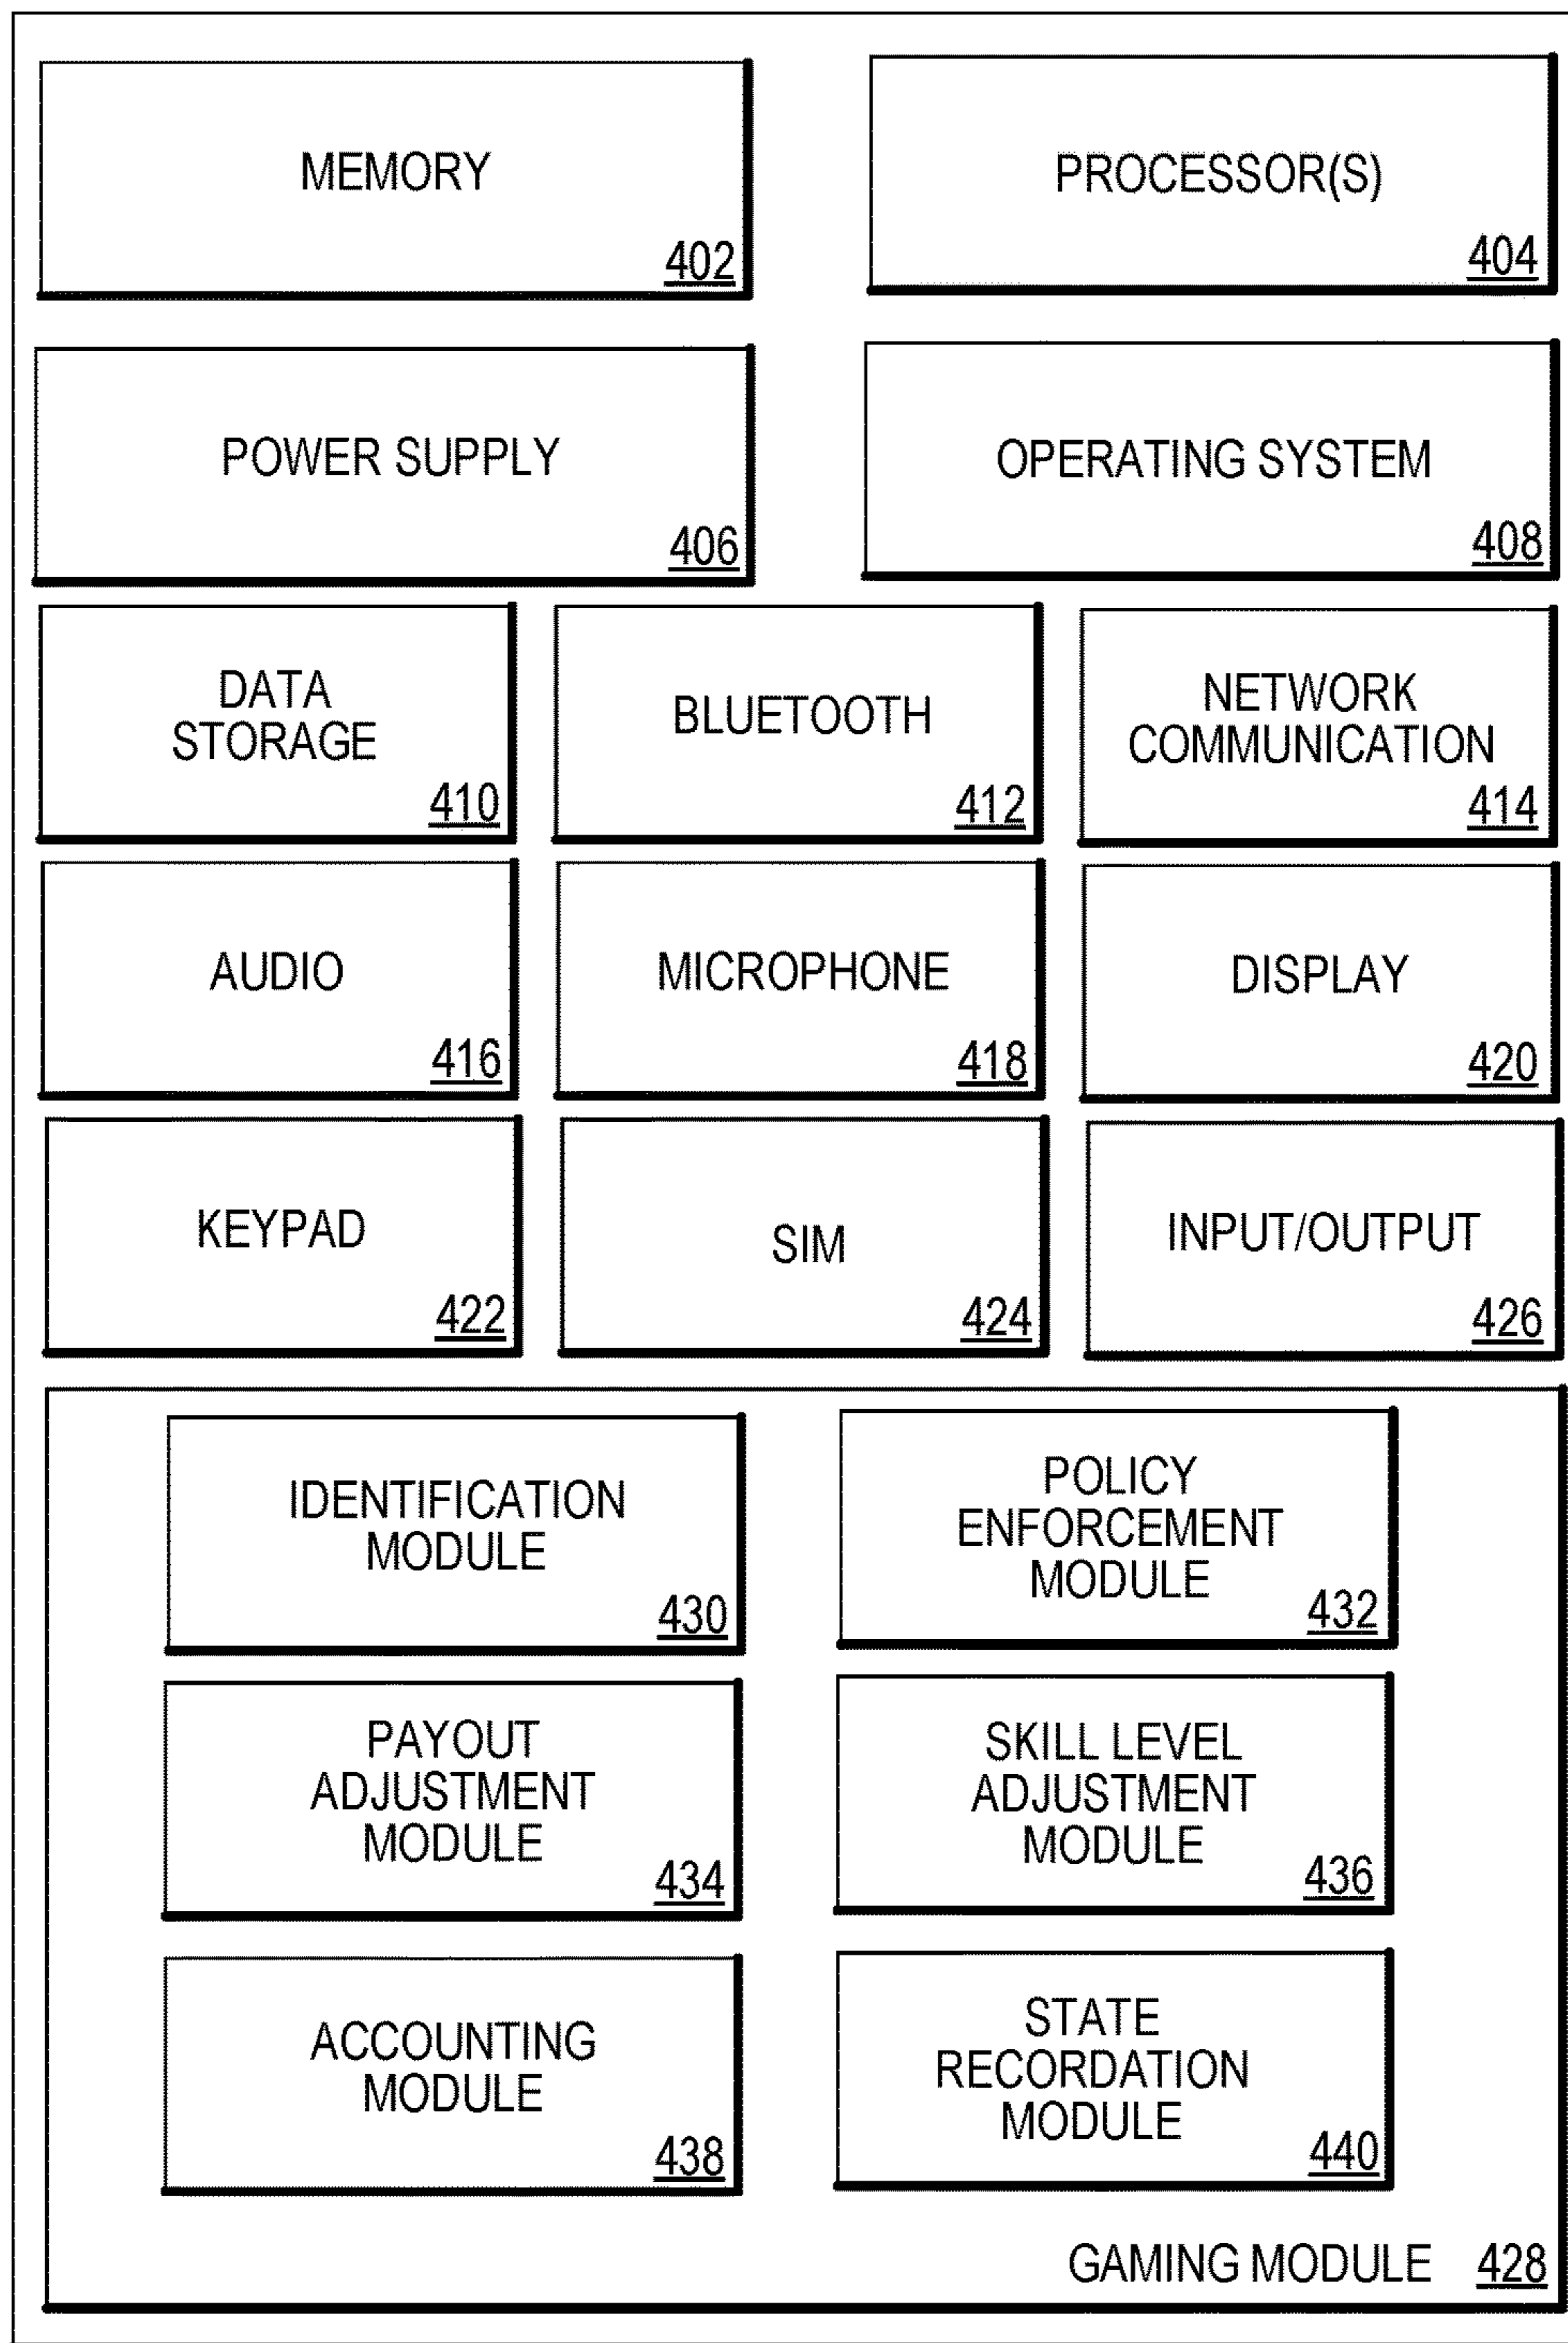 MEMORY
402
PROCESSOR(S)
404
POWER SUPPLY
406
OPERATING SYSTEM
408
DATA
STORAGE
410
BLUETOOTH
412
NETWORK
COMMUNICATION
414
AUDIO
416
MICROPHONE
418
DISPLAY
420
KEYPAD
422
SIM
424
INPUT/OUTPUT
426
IDENTIFICATION
MODULE
430
POLICY
ENFORCEMENT
MODULE
432
PAYOUT
ADJUSTMENT
MODULE
434
SKILL LEVEL
ADJUSTMENT
MODULE
436
ACCOUNTING
MODULE
438
STATE
RECORDATION
MODULE
440
GAMING MODULE 428